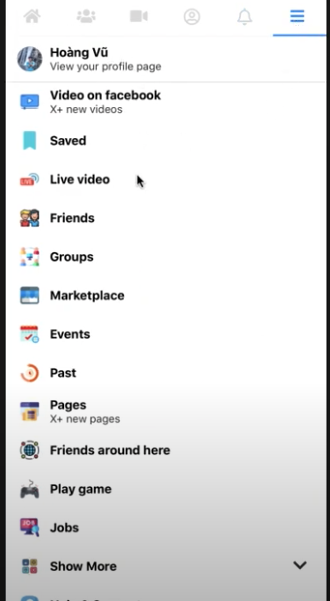 Hoàng Vũ
View your profile page
Video on facebook
X+ new videos
Saved
Live video
Friends
Groups
Marketplace
Events
Past
Pages
X+ new pages
Friends around here
Play game
Jobs
Show More